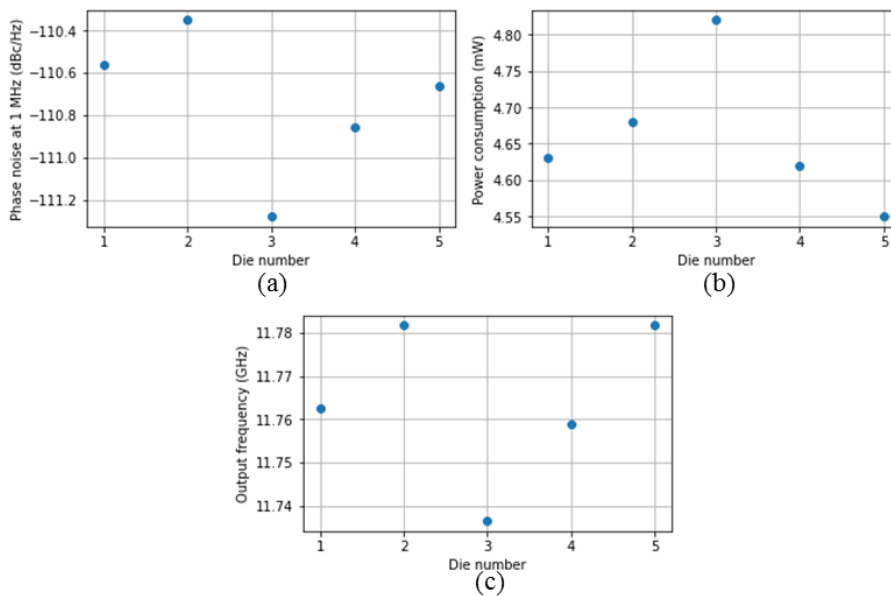 −110.4
−110.6
−110.8
−111.0
−111.2
Phase noise at 1 MHz (dBc/Hz)
1 2 3 4 5
Die number
(a)
4.80
4.75
4.70
4.65
4.60
4.55
Power consumption (mW)
1 2 3 4 5
Die number
(b)
11.78
11.77
11.76
11.75
11.74
Output frequency (GHz)
1 2 3 4 5
Die number
(c)